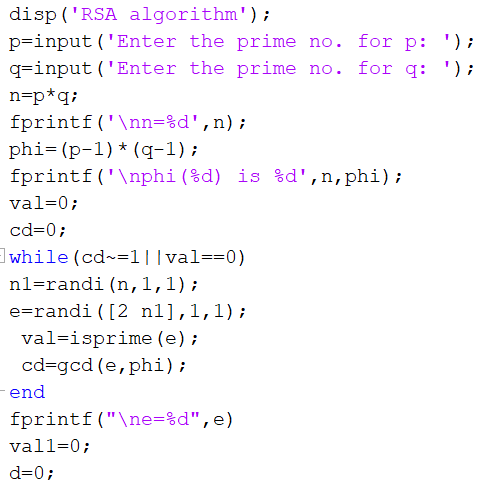 disp('RSA algorithm');
p=input('Enter the prime no. for p: ');
q=input('Enter the prime no. for q: ');
n=p*q;
fprintf('\nn=%d',n);
phi=(p-1)*(q-1);
fprintf('\nphi(%d) is %d',n,phi);
val=0;
cd=0;
while(cd~=1||val==0)
n1=randi(n,1,1);
e=randi([2 n1],1,1);
 val=isprime(e);
 cd=gcd(e,phi);
end
fprintf("\ne=%d",e)
val1=0;
d=0;